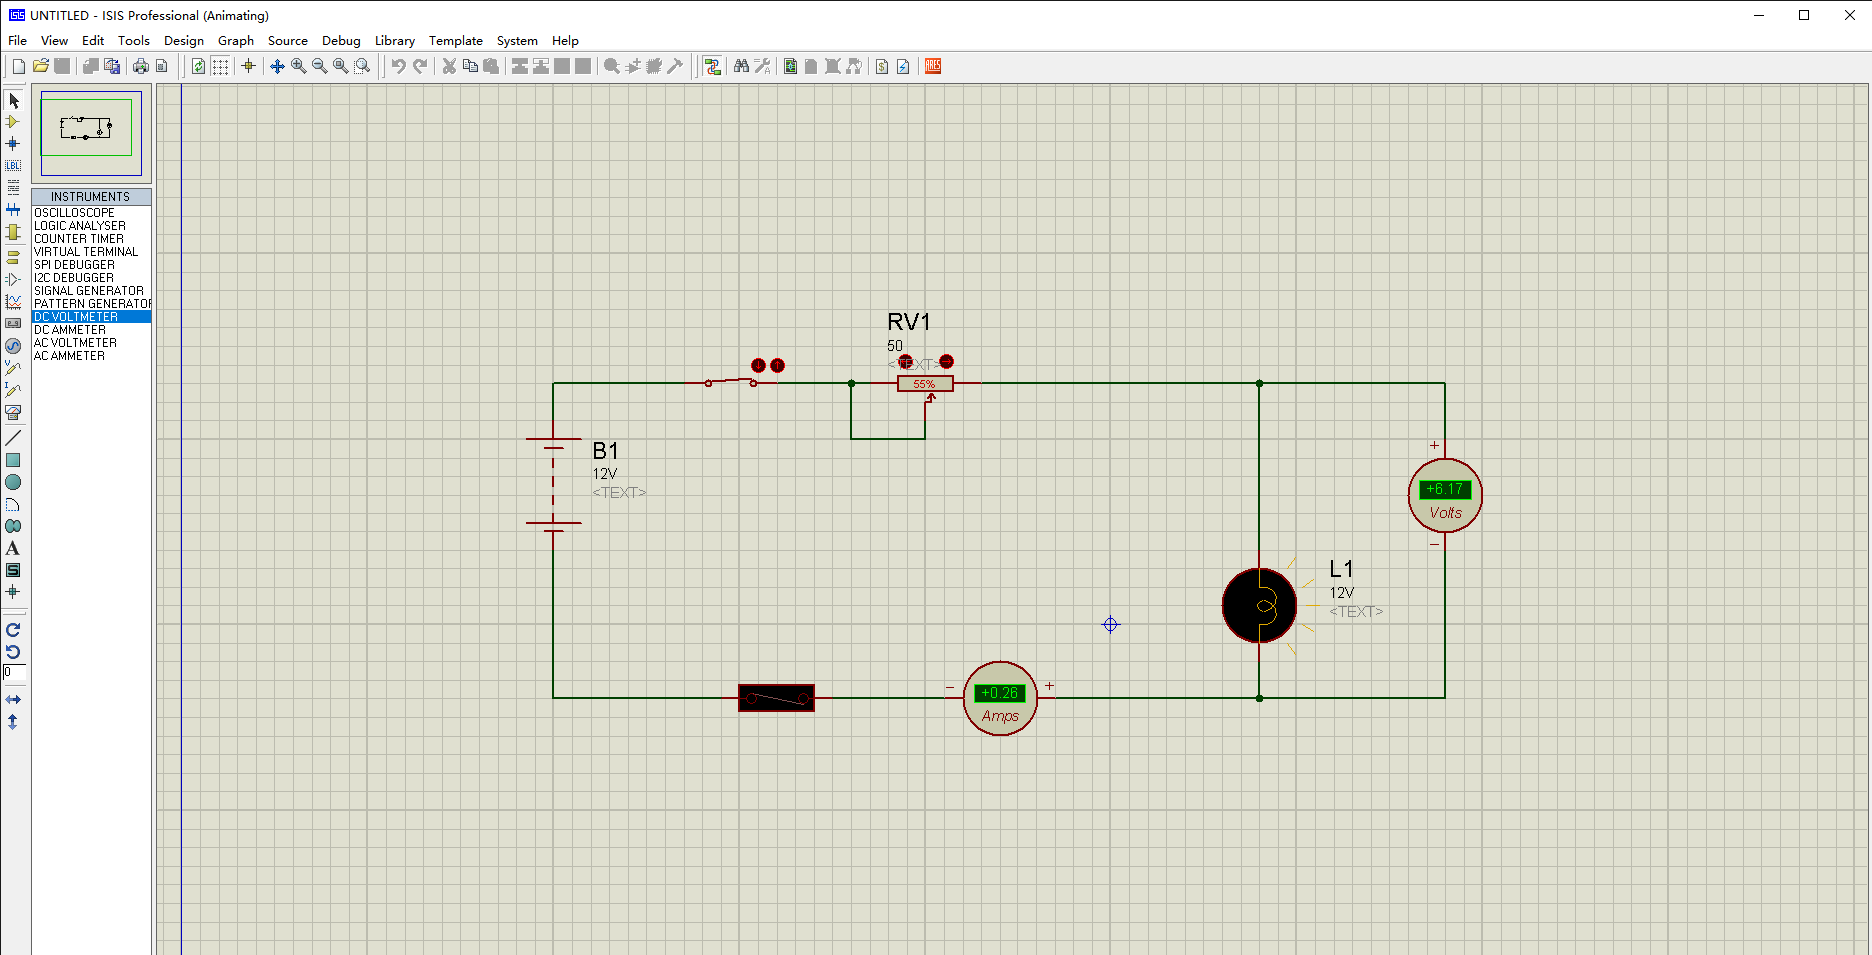 UNTITLED - ISIS Professional (Animating)
File View Edit Tools Design Graph Source Debug Library Template System Help
ARES
LBL
INSTRUMENTS
OSCILLOSCOPE
LOGIC ANALYSER
COUNTER TIMER
VIRTUAL TERMINAL
SPI DEBUGGER
I2C DEBUGGER
SIGNAL GENERATOR
PATTERN GENERATOR
DC VOLTMETER
DC AMMETER
AC VOLTMETER
AC AMMETER
A
S
0
RV1
50
<TEXT>
55%
B1
12V
<TEXT>
+
+6.17
Volts
−
L1
12V
<TEXT>
−
+
+0.26
Amps